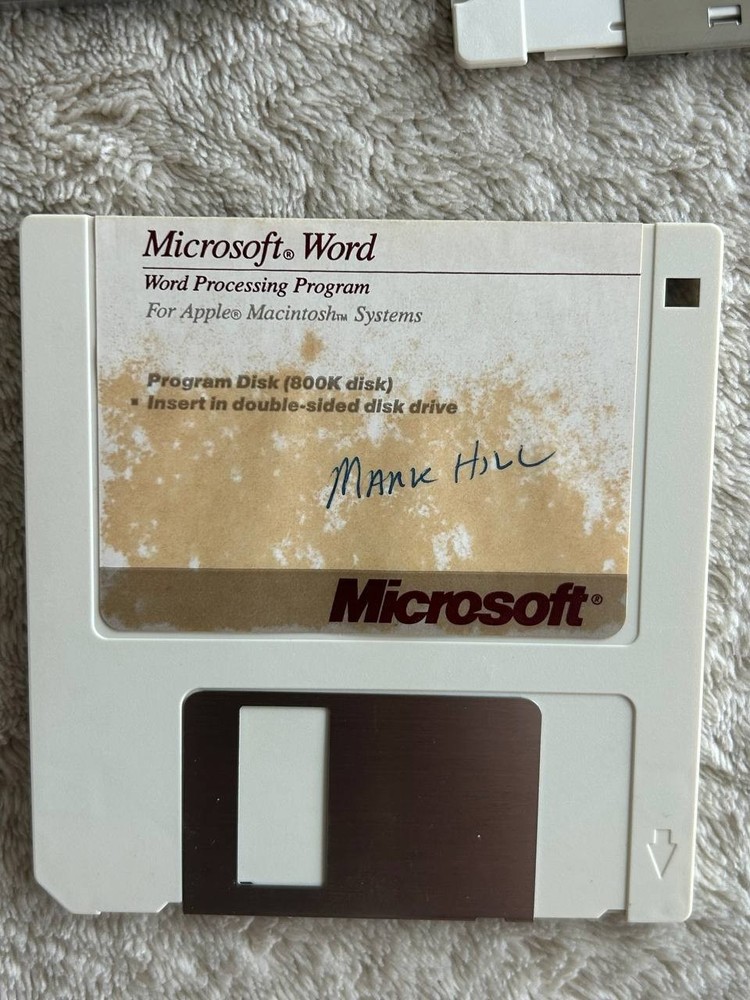 Microsoft® Word
Word Processing Program
For Apple® Macintosh™ Systems
Program Disk (800K disk)
▪ Insert in double-sided disk drive
Mark Hill
Microsoft®